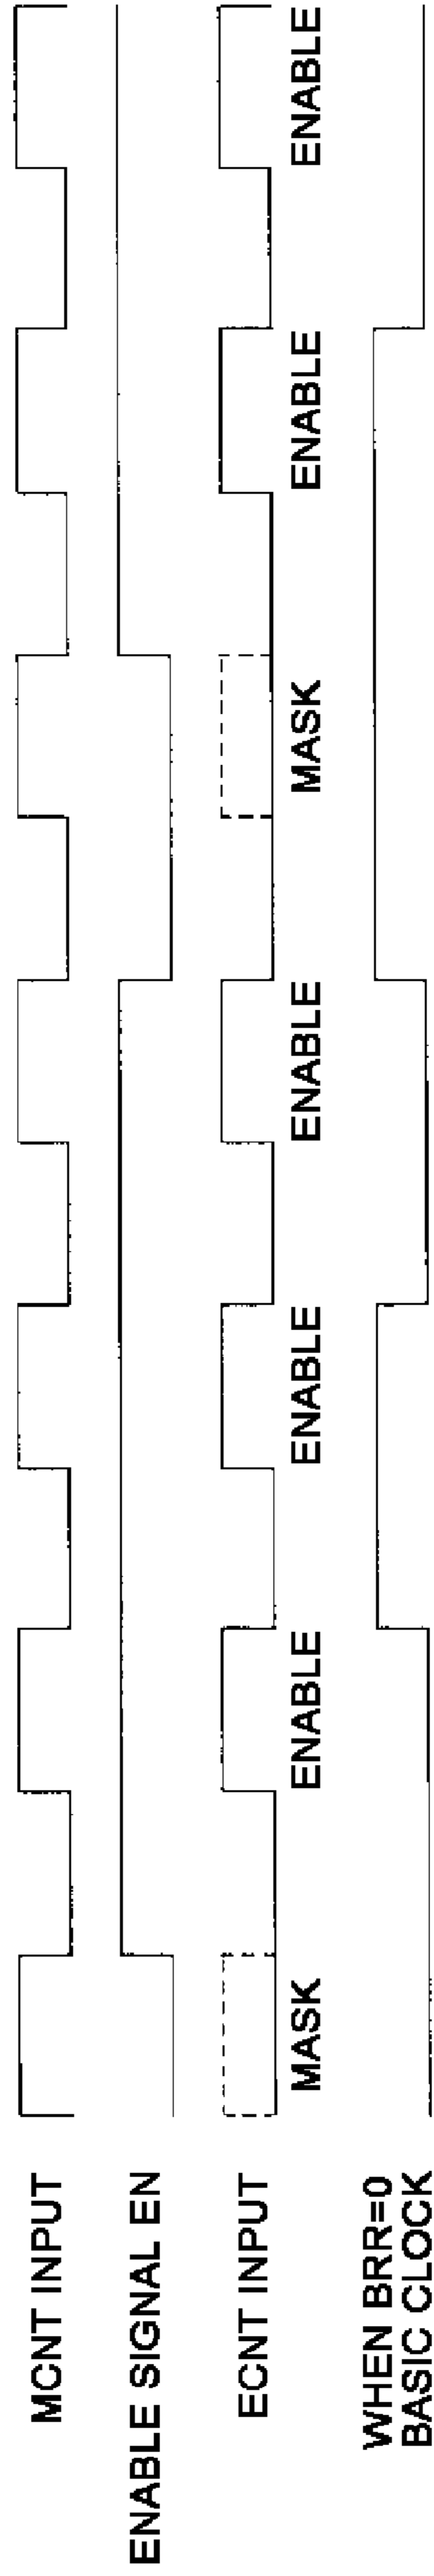 MCNT INPUT
ENABLE SIGNAL EN
ECNT INPUT
MASK
ENABLE
ENABLE
ENABLE
MASK
ENABLE
ENABLE
WHEN BRR=0
BASIC CLOCK